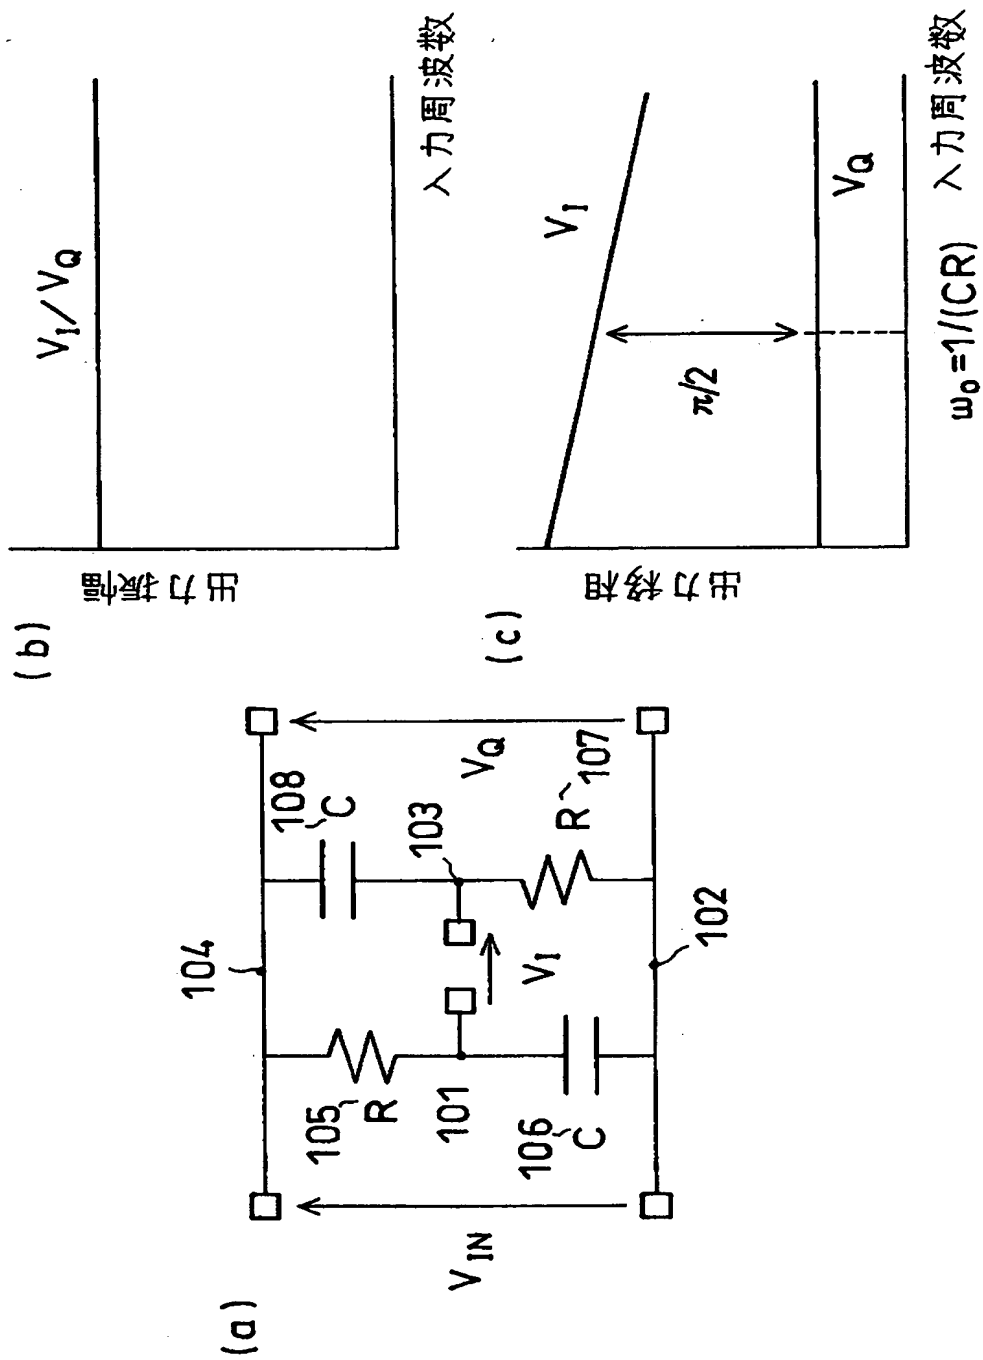 (a)
V_IN
104
105
R
101
106
C
108
C
103
V_I
V_Q
R
107
102
(b)
出力振幅
V_I/V_Q
入力周波数
(c)
出力移相
V_I
π/2
V_Q
ω_0=1/(CR)
入力周波数